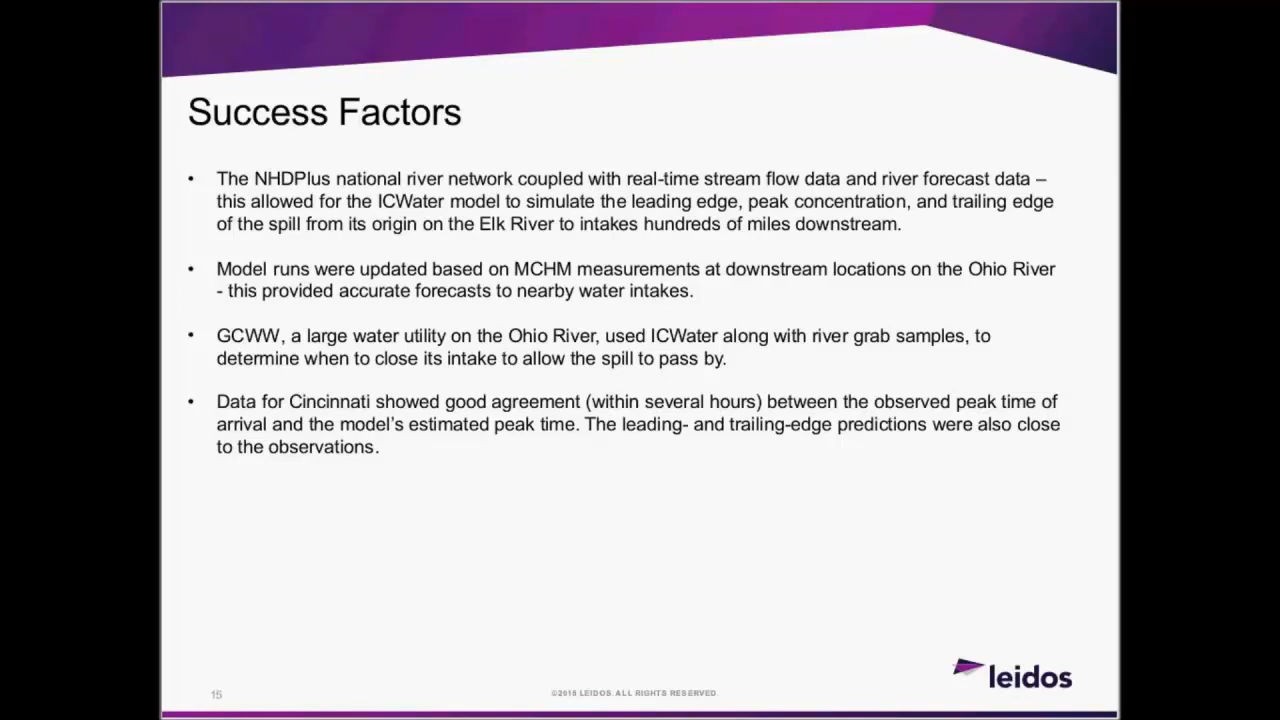 Success Factors
• The NHDPlus national river network coupled with real-time stream flow data and river forecast data –
this allowed for the ICWater model to simulate the leading edge, peak concentration, and trailing edge
of the spill from its origin on the Elk River to intakes hundreds of miles downstream.
• Model runs were updated based on MCHM measurements at downstream locations on the Ohio River
- this provided accurate forecasts to nearby water intakes.
• GCWW, a large water utility on the Ohio River, used ICWater along with river grab samples, to
determine when to close its intake to allow the spill to pass by.
• Data for Cincinnati showed good agreement (within several hours) between the observed peak time of
arrival and the model's estimated peak time. The leading- and trailing-edge predictions were also close
to the observations.
leidos
15
©2015 LEIDOS. ALL RIGHTS RESERVED